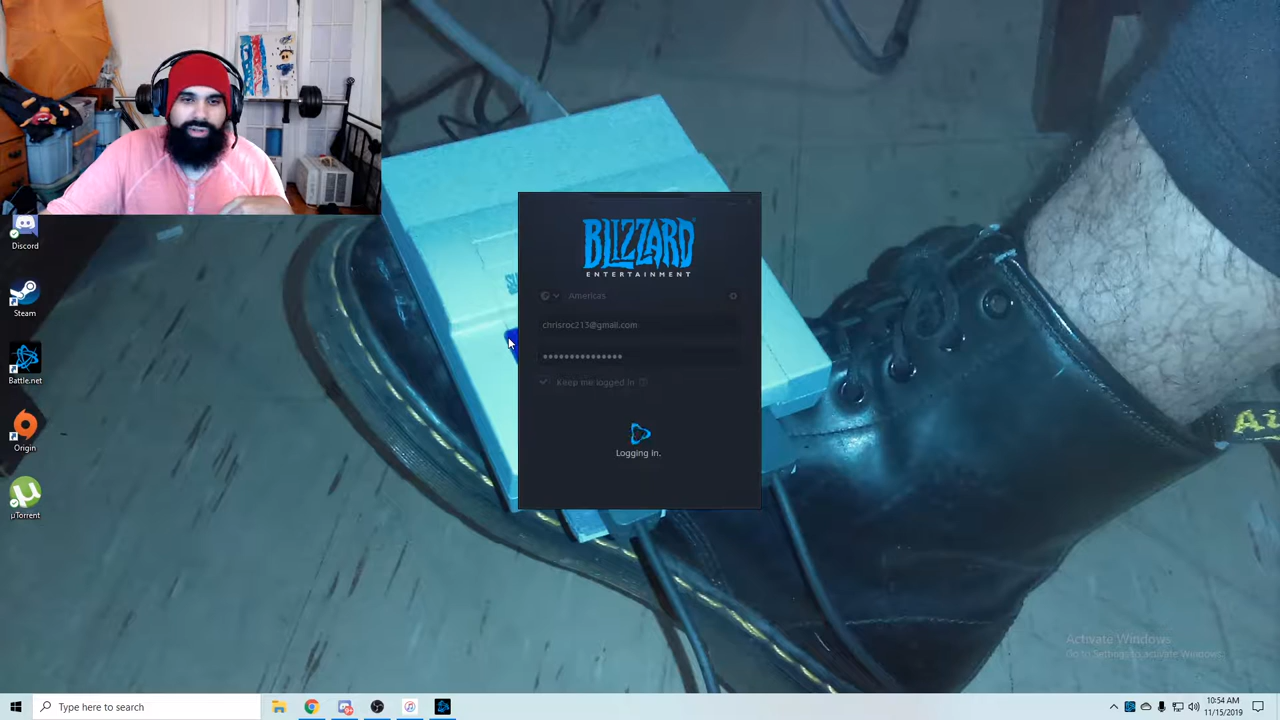 Discord
Steam
Battle.net
Origin
µTorrent
BLIZZARD
ENTERTAINMENT
Americas
chrisroc213@gmail.com
Keep me logged in
Logging in.
Activate Windows
Go to Settings to activate Windows.
Type here to search
10:54 AM
11/15/2019